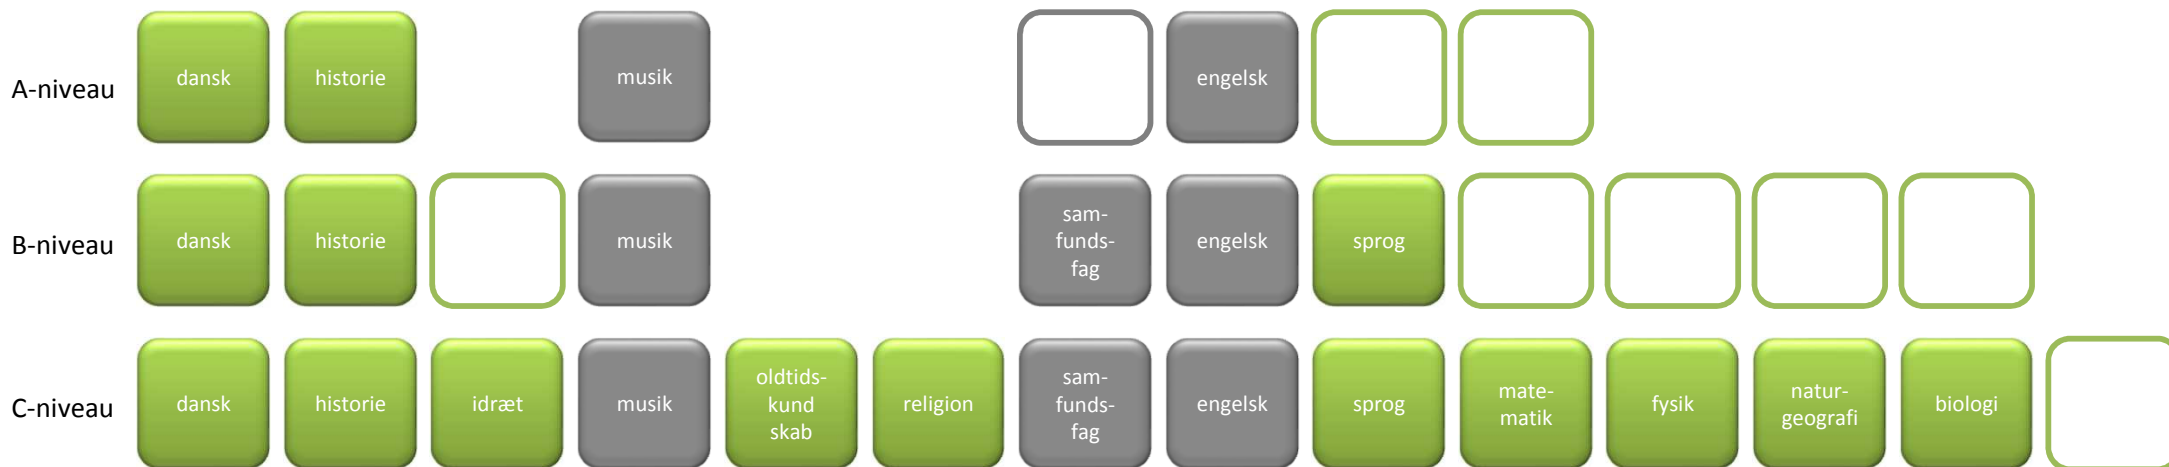 A-niveau
dansk
historie
musik
engelsk
B-niveau
dansk
historie
musik
sam-
funds-
fag
engelsk
sprog
C-niveau
dansk
historie
idræt
musik
oldtids-
kund
skab
religion
sam-
funds-
fag
engelsk
sprog
mate-
matik
fysik
natur-
geografi
biologi